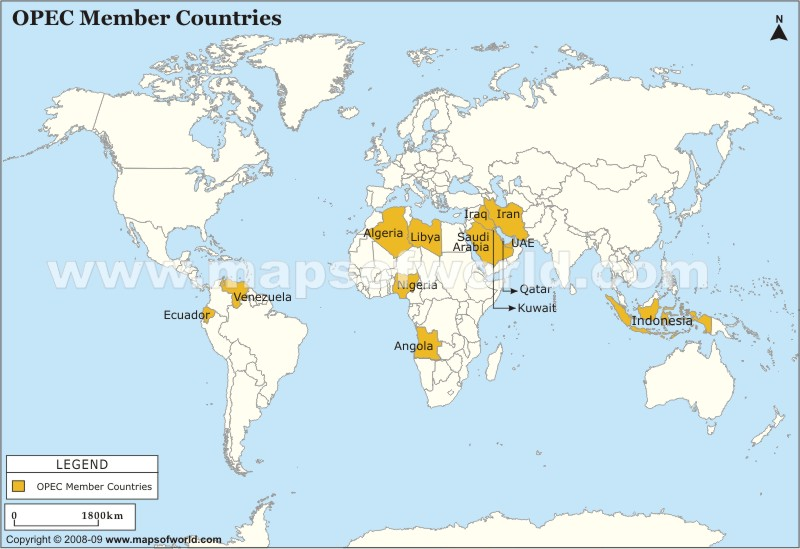 OPEC Member Countries
N
Iraq
Iran
Algeria
Libya
Saudi
Arabia
UAE
www.mapsofworld.com
Nigeria
Qatar
Venezuela
Kuwait
Ecuador
Indonesia
Angola
LEGEND
OPEC Member Countries
0 1800km
Copyright © 2008-09 www.mapsofworld.com